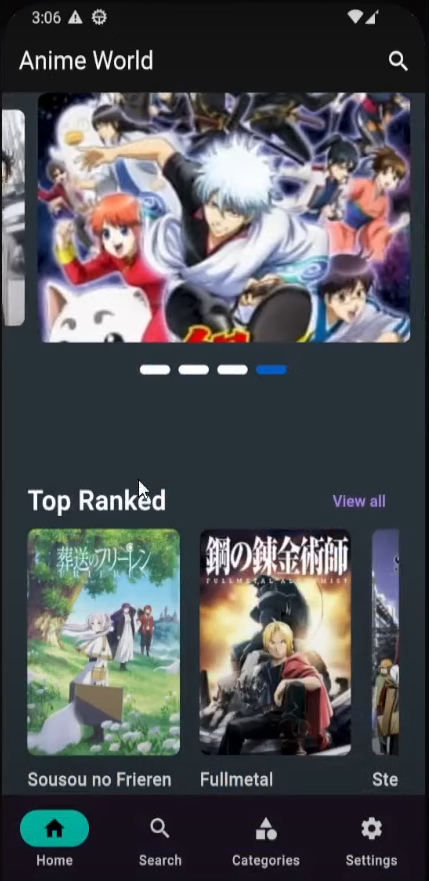 3:06
Anime World
Top Ranked
View all
葬送のフリーレン
FRIEREN
鋼の錬金術師
FULLMETAL ALCHEMIST
Sousou no Frieren
Fullmetal
Ste
Home
Search
Categories
Settings